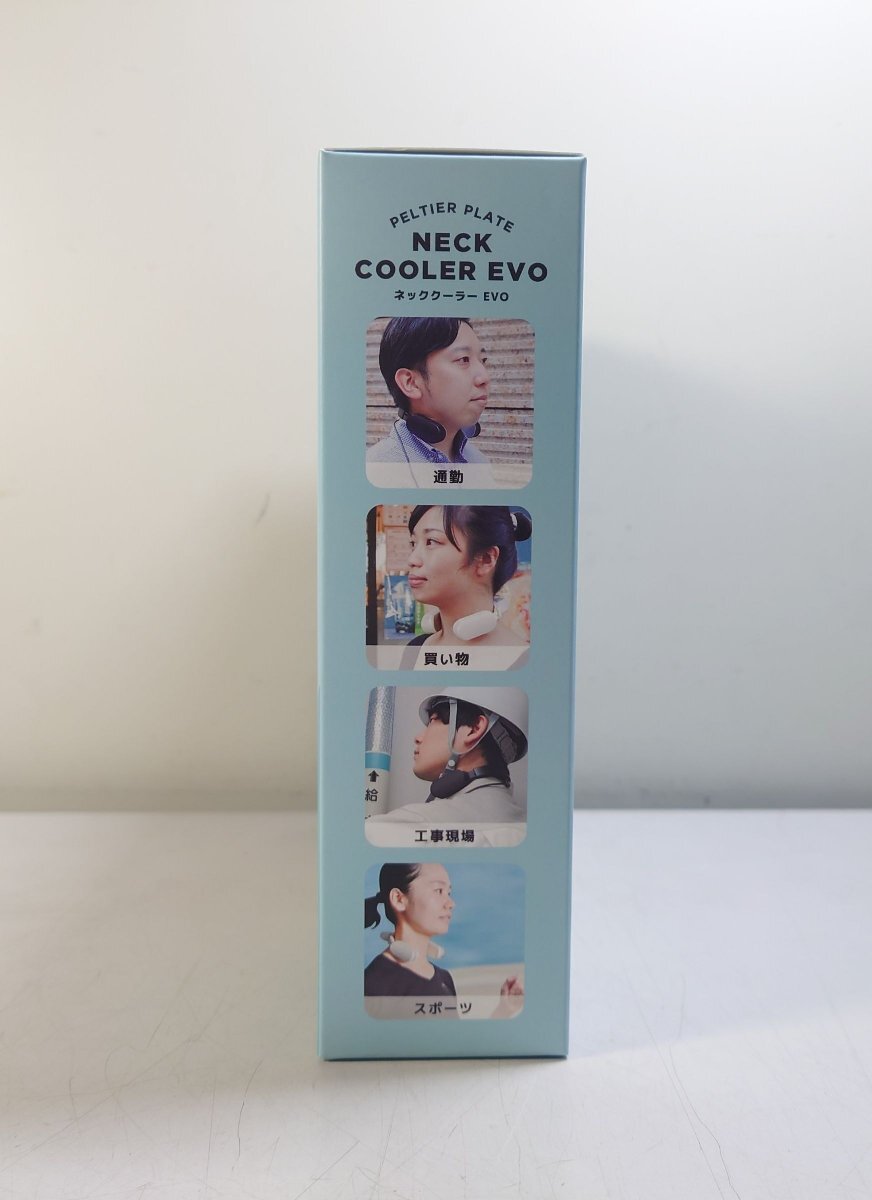 PELTIER PLATE
NECK
COOLER EVO
ネッククーラー EVO
通勤
買い物
給
工事現場
スポーツ